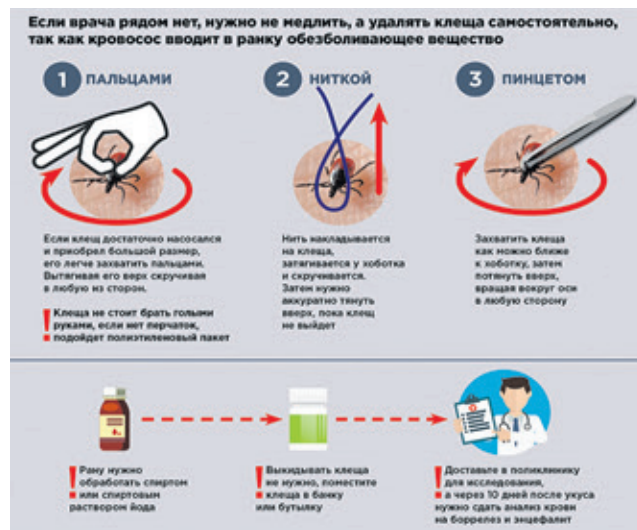 Если врача рядом нет, нужно не медлить, а удалять клеща самостоятельно,
так как кровосос вводит в ранку обезболивающее вещество
1 ПАЛЬЦАМИ
Если клещ достаточно насосался
и приобрел большой размер,
его легче захватить пальцами.
Вытягивая его верх скручивая
в любую из сторон.
! Клеща не стоит брать голыми
руками, если нет перчаток,
подойдет полиэтиленовый пакет
2 НИТКОЙ
Нить накладывается
на клеща,
затягивается у хоботка
и скручивается.
Затем нужно
аккуратно тянуть
вверх, пока клещ
не выйдет
3 ПИНЦЕТОМ
Захватить клеща
как можно ближе
к хоботку, затем
потянуть вверх,
вращая вокруг оси
в любую сторону
! Рану нужно
обработать спиртом
или спиртовым
раствором йода
! Выкидывать клеща
не нужно, поместите
клеща в банку
или бутылку
! Доставьте в поликлинику
для исследования,
а через 10 дней после укуса
нужно сдать анализ крови
на боррелез и энцефалит